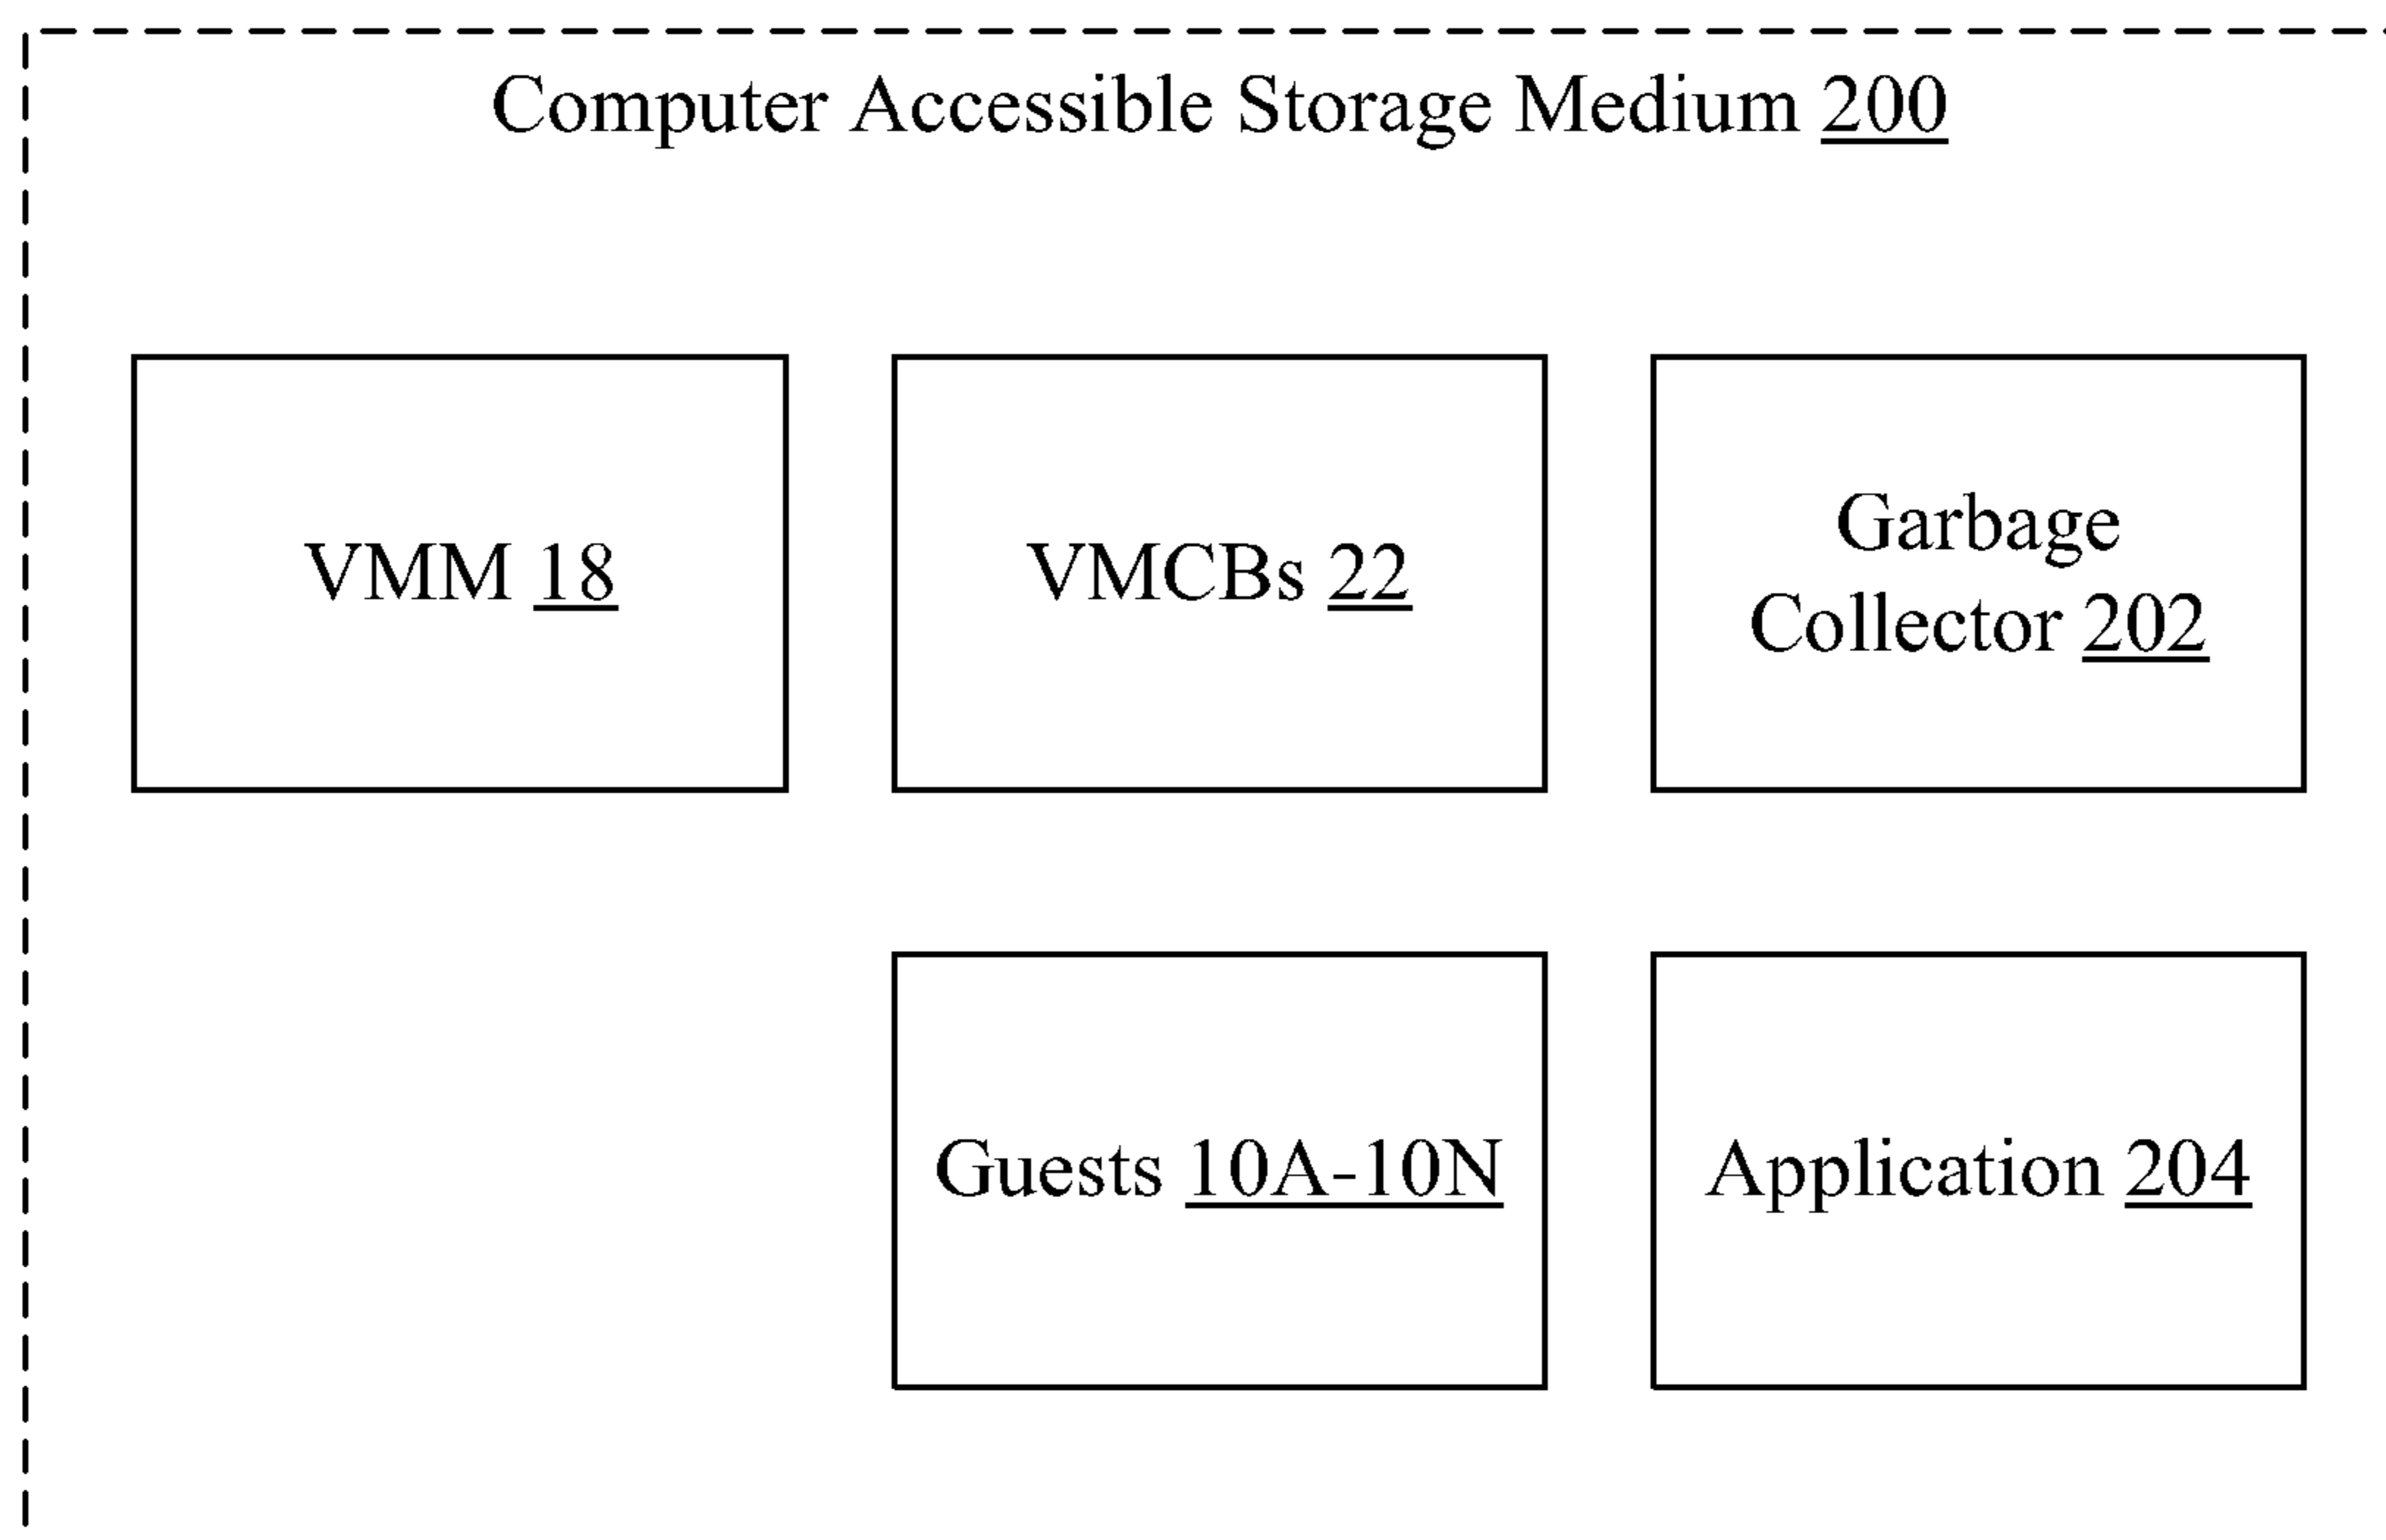 Computer Accessible Storage Medium 200
VMM 18
VMCBs 22
Garbage
Collector 202
Guests 10A-10N
Application 204